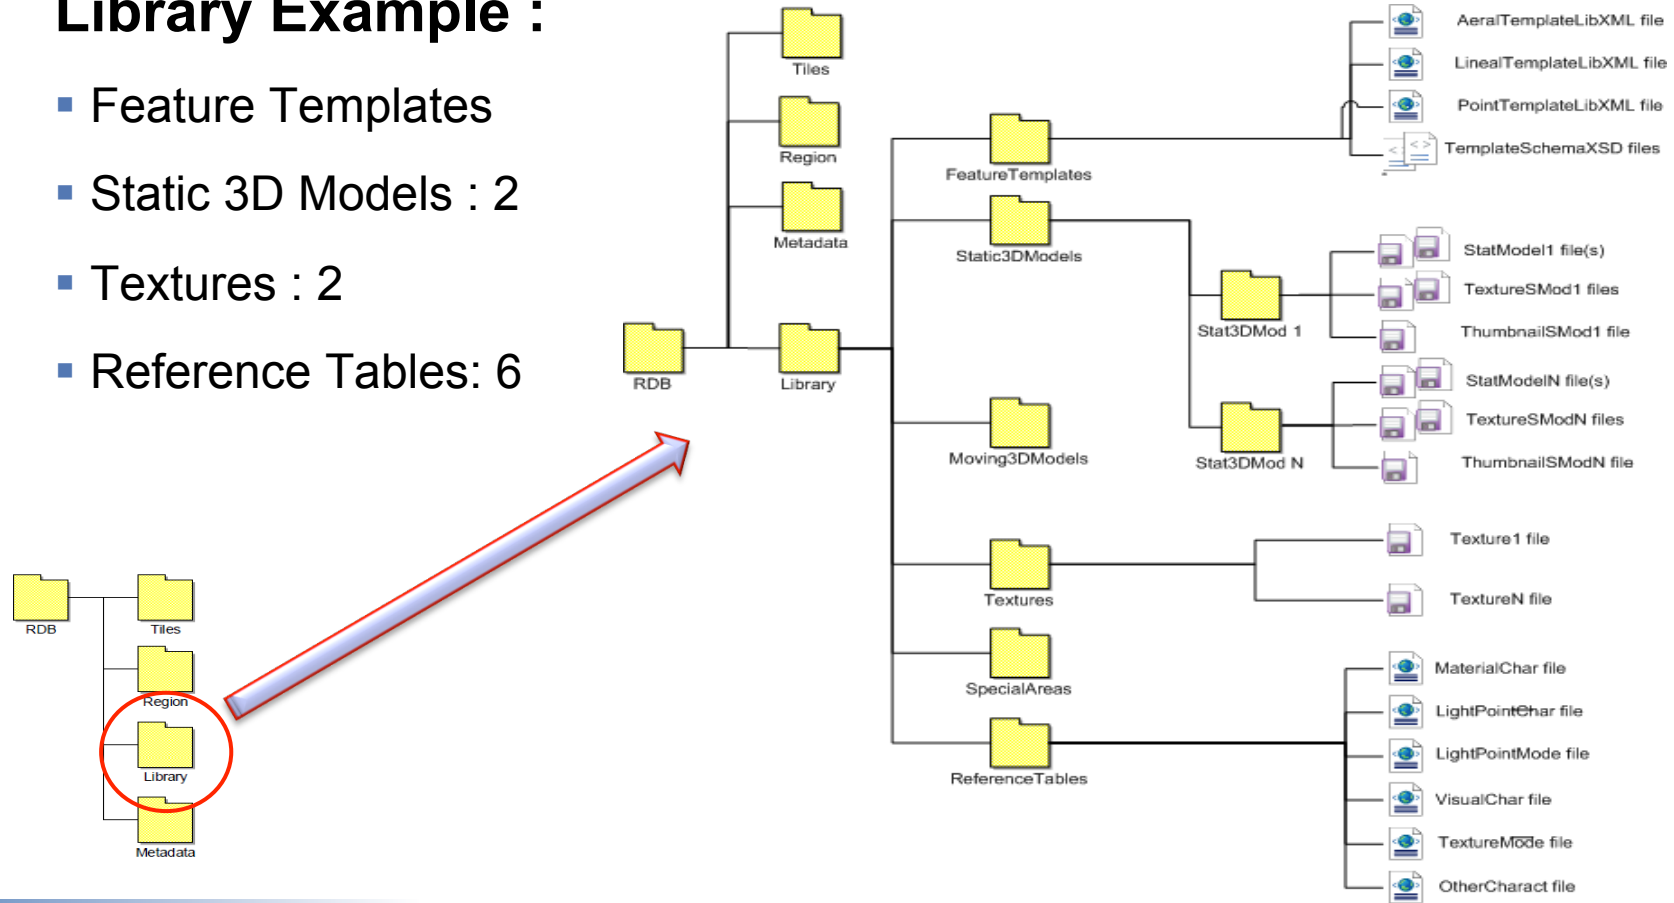 Library Example :
Feature Templates
Static 3D Models : 2
Textures : 2
Reference Tables: 6
RDB
Tiles
Region
Library
Metadata
Tiles
Region
Metadata
RDB
Library
FeatureTemplates
Static3DModels
Moving3DModels
Textures
SpecialAreas
ReferenceTables
Stat3DMod 1
Stat3DMod N
AeralTemplateLibXML file
LinealTemplateLibXML file
PointTemplateLibXML file
TemplateSchemaXSD files
StatModel1 file(s)
TextureSMod1 files
ThumbnailSMod1 file
StatModelN file(s)
TextureSModN files
ThumbnailSModN file
Texture1 file
TextureN file
MaterialChar file
LightPointChar file
LightPointMode file
VisualChar file
TextureMode file
OtherCharact file